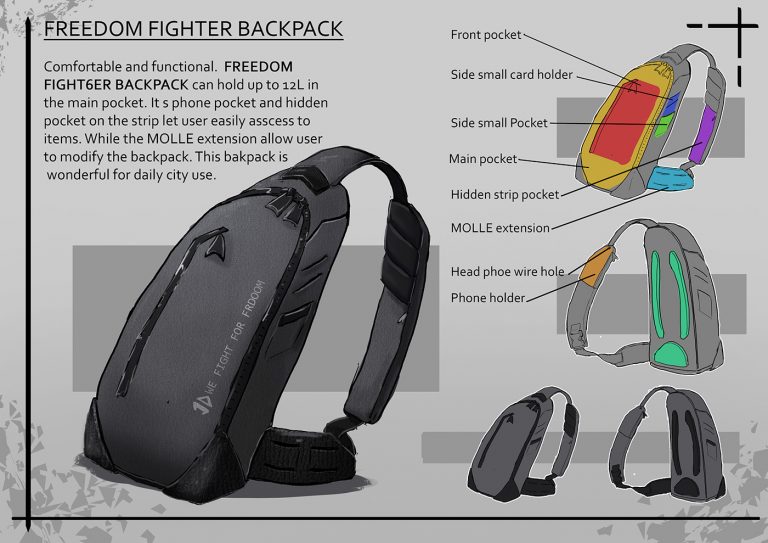 FREEDOM FIGHTER BACKPACK
Comfortable and functional. FREEDOM
FIGHT6ER BACKPACK can hold up to 12L in
the main pocket. It s phone pocket and hidden
pocket on the strip let user easily asscess to
items. While the MOLLE extension allow user
to modify the backpack. This bakpack is
wonderful for daily city use.
WE FIGHT FOR FRDOOM
Front pocket
Side small card holder
Side small Pocket
Main pocket
Hidden strip pocket
MOLLE extension
Head phoe wire hole
Phone holder